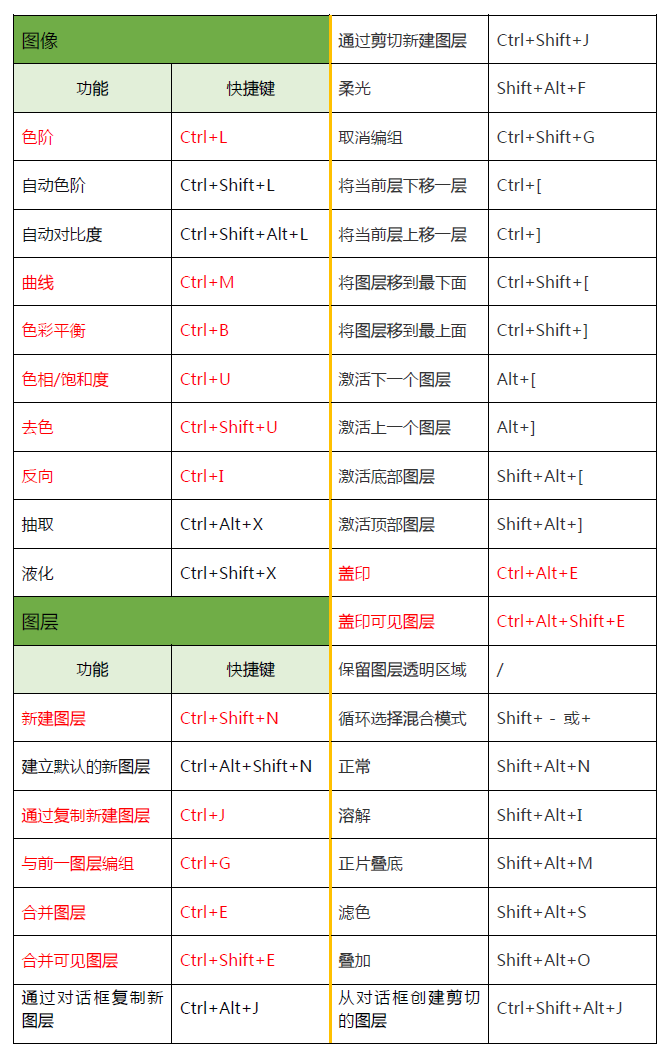 图像
功能 快捷键
色阶 Ctrl+L
自动色阶 Ctrl+Shift+L
自动对比度 Ctrl+Shift+Alt+L
曲线 Ctrl+M
色彩平衡 Ctrl+B
色相/饱和度 Ctrl+U
去色 Ctrl+Shift+U
反向 Ctrl+I
抽取 Ctrl+Alt+X
液化 Ctrl+Shift+X
图层
功能 快捷键
新建图层 Ctrl+Shift+N
建立默认的新图层 Ctrl+Alt+Shift+N
通过复制新建图层 Ctrl+J
与前一图层编组 Ctrl+G
合并图层 Ctrl+E
合并可见图层 Ctrl+Shift+E
通过对话框复制新
图层 Ctrl+Alt+J
通过剪切新建图层 Ctrl+Shift+J
柔光 Shift+Alt+F
取消编组 Ctrl+Shift+G
将当前层下移一层 Ctrl+[
将当前层上移一层 Ctrl+]
将图层移到最下面 Ctrl+Shift+[
将图层移到最上面 Ctrl+Shift+]
激活下一个图层 Alt+[
激活上一个图层 Alt+]
激活底部图层 Shift+Alt+[
激活顶部图层 Shift+Alt+]
盖印 Ctrl+Alt+E
盖印可见图层 Ctrl+Alt+Shift+E
保留图层透明区域 /
循环选择混合模式 Shift+ - 或+
正常 Shift+Alt+N
溶解 Shift+Alt+I
正片叠底 Shift+Alt+M
滤色 Shift+Alt+S
叠加 Shift+Alt+O
从对话框创建剪切
的图层 Ctrl+Shift+Alt+J